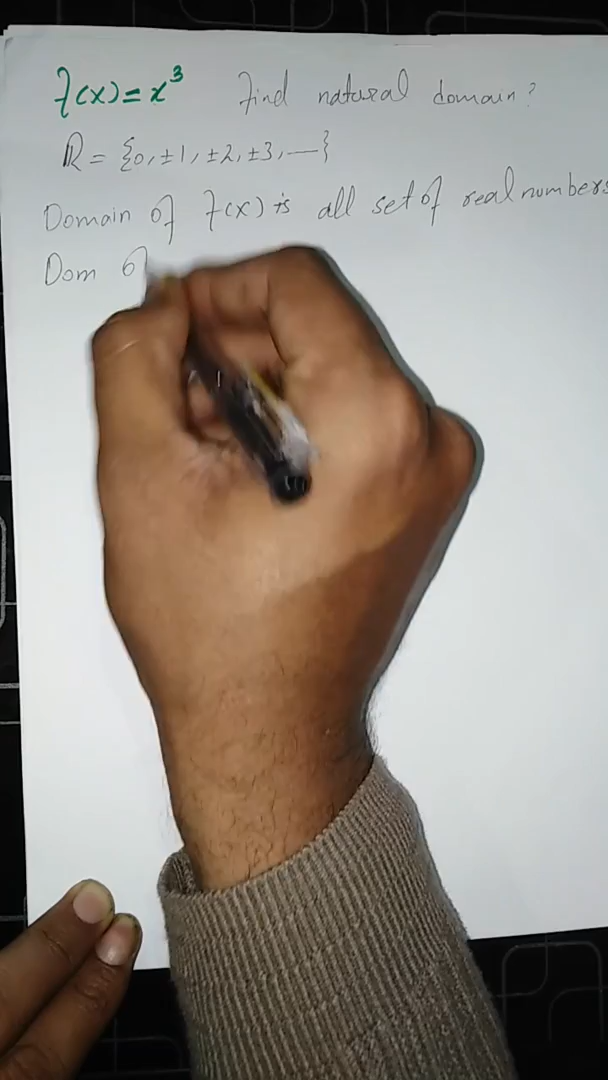 f(x)=x³ Find natural domain?
ℝ = {0, ±1, ±2, ±3, —}
Domain of f(x) is all set of real numbers
Dom of